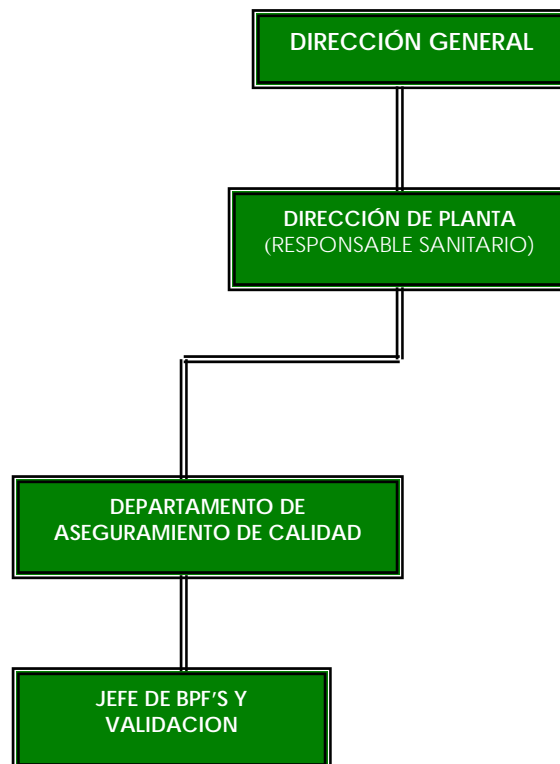 DIRECCIÓN GENERAL
DIRECCIÓN DE PLANTA
(RESPONSABLE SANITARIO)
DEPARTAMENTO DE
ASEGURAMIENTO DE CALIDAD
JEFE DE BPF'S Y
VALIDACION